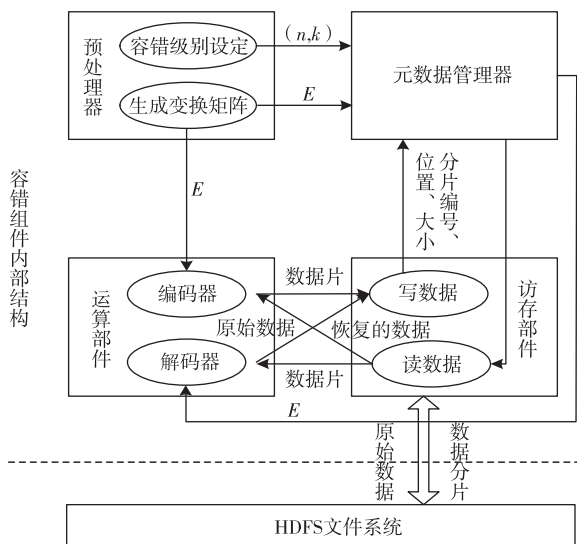 预处理器
容错级别设定
(n,k)
元数据管理器
生成变换矩阵
E
E
分片编号、
位置、大小
容错组件内部结构
运算部件
编码器
数据片
写数据
访存部件
原始数据
恢复的数据
解码器
数据片
读数据
E
原始数据
数据分片
HDFS文件系统